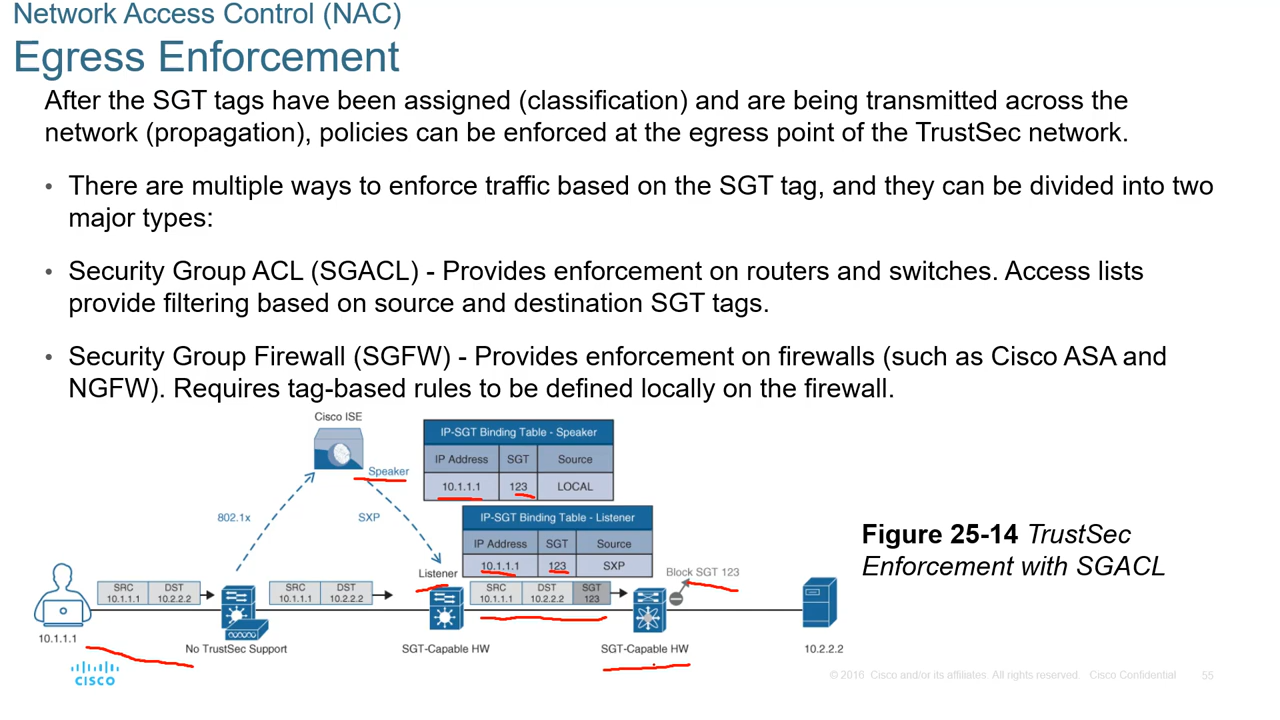 Network Access Control (NAC)
Egress Enforcement
After the SGT tags have been assigned (classification) and are being transmitted across the
network (propagation), policies can be enforced at the egress point of the TrustSec network.
• There are multiple ways to enforce traffic based on the SGT tag, and they can be divided into two
major types:
• Security Group ACL (SGACL) - Provides enforcement on routers and switches. Access lists
provide filtering based on source and destination SGT tags.
• Security Group Firewall (SGFW) - Provides enforcement on firewalls (such as Cisco ASA and
NGFW). Requires tag-based rules to be defined locally on the firewall.
Cisco ISE
Speaker
802.1x
SXP
IP-SGT Binding Table - Speaker
IP Address SGT Source
10.1.1.1 123 LOCAL
IP-SGT Binding Table - Listener
IP Address SGT Source
10.1.1.1 123 SXP
Listener
Block SGT 123
SRC DST
10.1.1.1 10.2.2.2
SRC DST
10.1.1.1 10.2.2.2
SRC DST SGT
10.1.1.1 10.2.2.2 123
10.1.1.1
No TrustSec Support
SGT-Capable HW
SGT-Capable HW
10.2.2.2
Figure 25-14 TrustSec
Enforcement with SGACL
CISCO
© 2016 Cisco and/or its affiliates. All rights reserved. Cisco Confidential 55